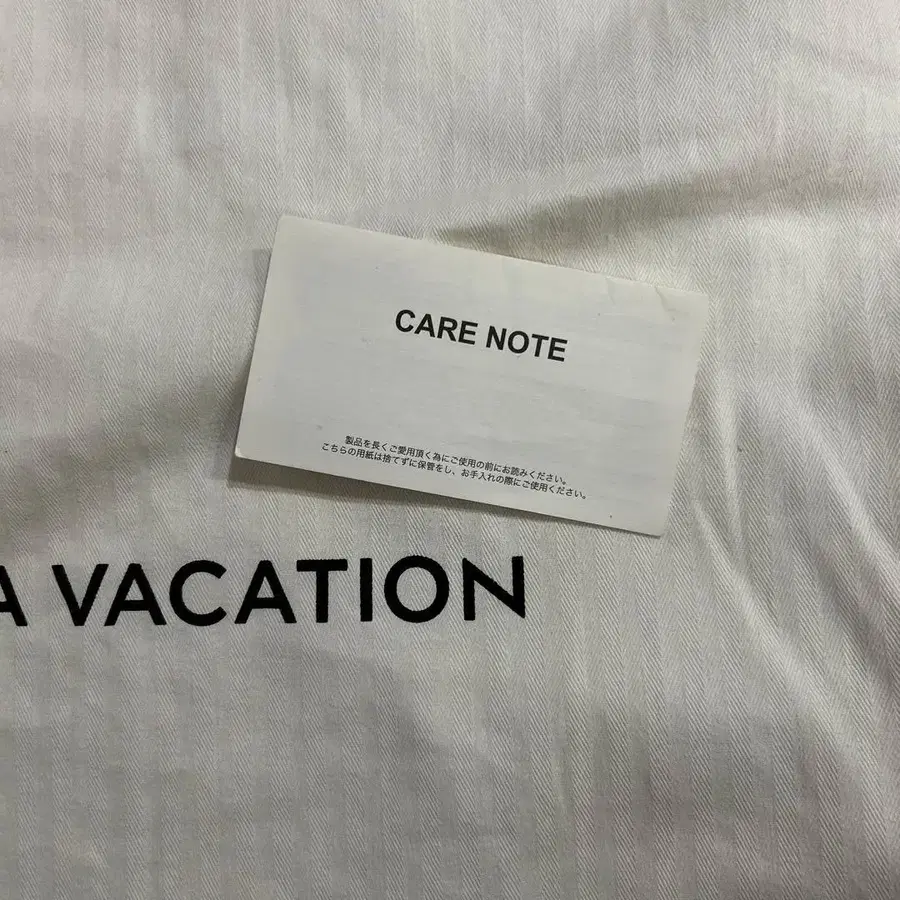 CARE NOTE
製品を長くご愛用頂く為にご使用の前にお読みください。
こちらの用紙は捨てずに保管をし、お手入れの際にご使用ください。
A VACATION